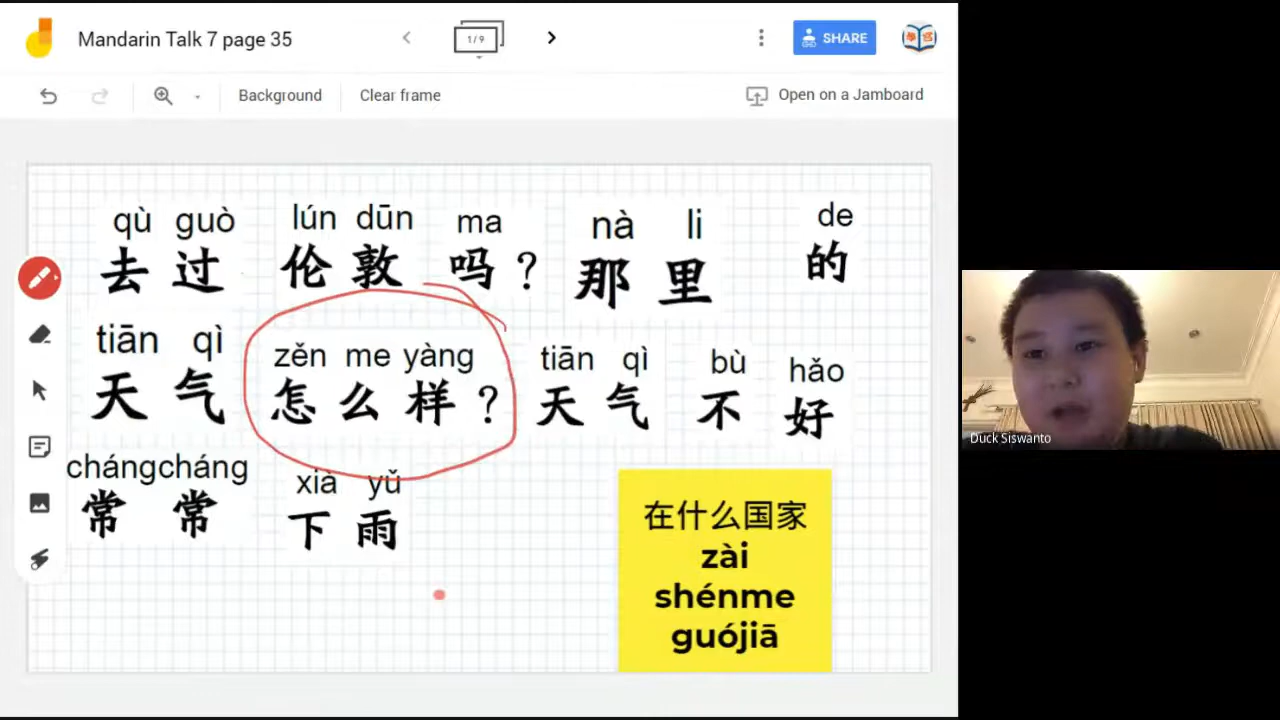 Mandarin Talk 7 page 35
1/9
SHARE
Background
Clear frame
Open on a Jamboard
qù guò lún dūn ma nà li de
去过 伦敦 吗? 那里 的
tiān qì zěn me yàng tiān qì bù hǎo
天气 怎么样? 天气 不 好
chángcháng xià yǔ
常常 下雨
在什么国家
zài
shénme
guójiā
Duck Siswanto